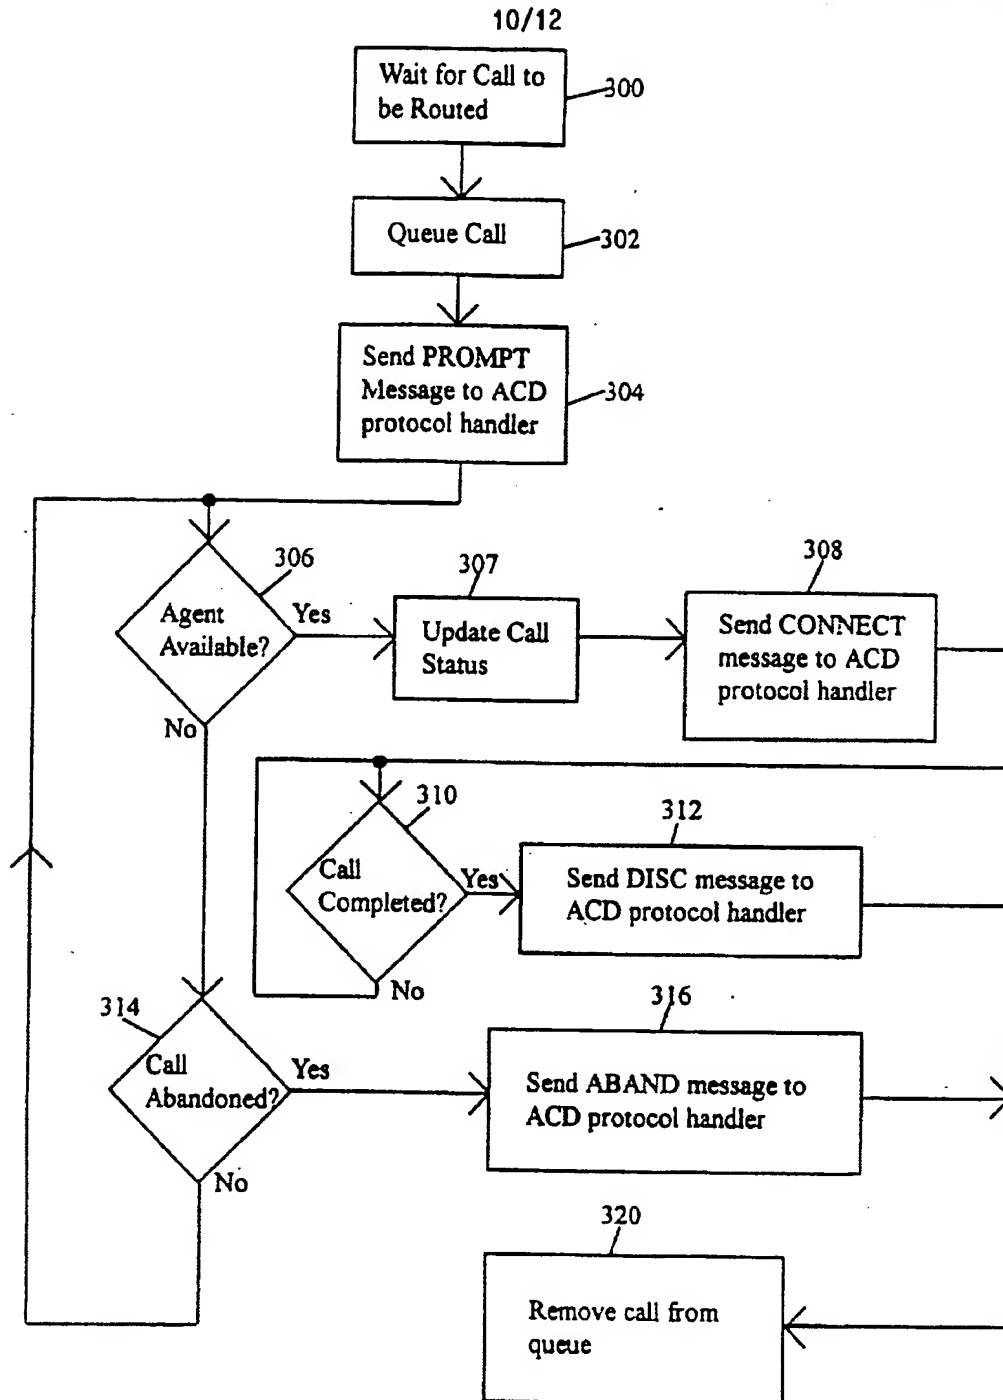 10/12
Wait for Call to
be Routed
300
Queue Call
302
Send PROMPT
Message to ACD
protocol handler
304
306
Agent
Available?
Yes
No
307
Update Call
Status
308
Send CONNECT
message to ACD
protocol handler
310
Call
Completed?
Yes
No
312
Send DISC message to
ACD protocol handler
314
Call
Abandoned?
Yes
No
316
Send ABAND message to
ACD protocol handler
320
Remove call from
queue